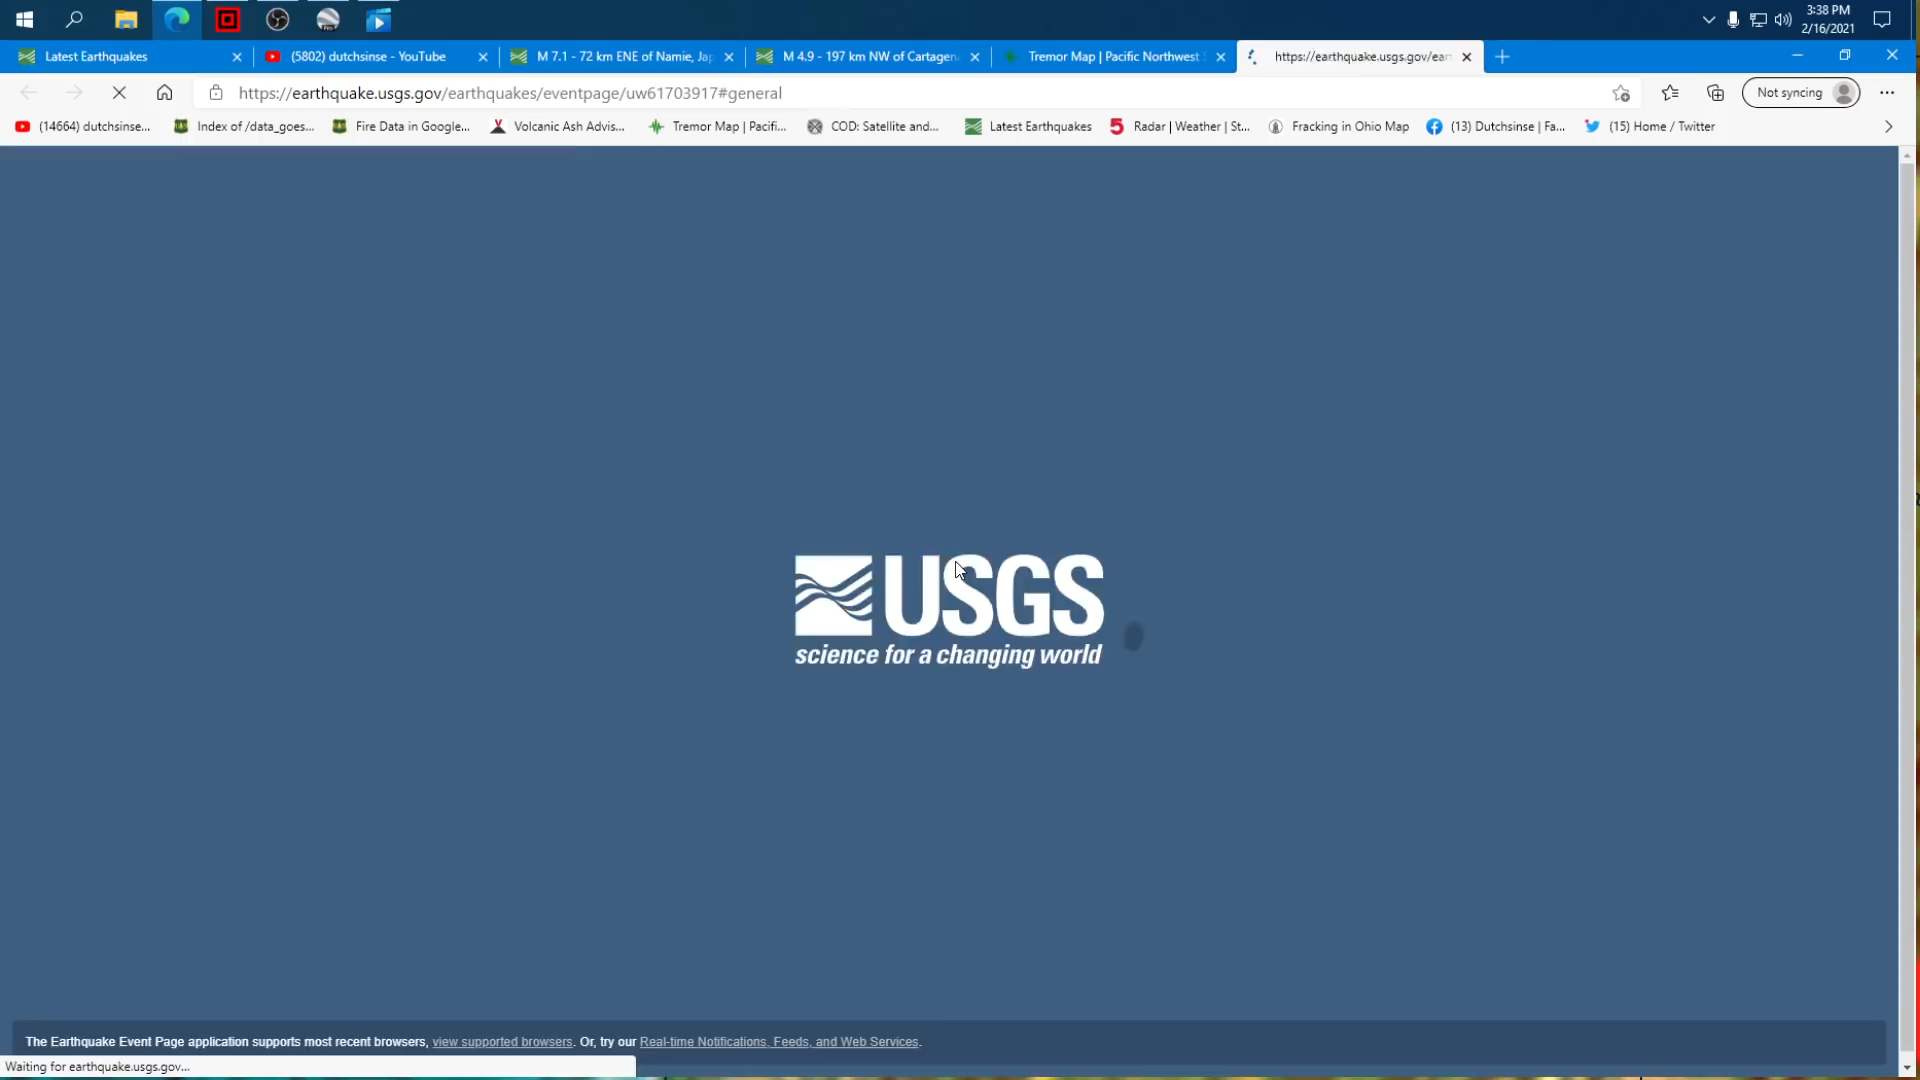 3:38 PM
2/16/2021
Latest Earthquakes
(5802) dutchsinse - YouTube
M 7.1 - 72 km ENE of Namie, Jap
M 4.9 - 197 km NW of Cartagen
Tremor Map | Pacific Northwest
https://earthquake.usgs.gov/ear
https://earthquake.usgs.gov/earthquakes/eventpage/uw61703917#general
Not syncing
(14664) dutchsinse...
Index of /data_goes...
Fire Data in Google...
Volcanic Ash Advis...
Tremor Map | Pacifi...
COD: Satellite and...
Latest Earthquakes
5 Radar | Weather | St...
Fracking in Ohio Map
(13) Dutchsinse | Fa...
(15) Home / Twitter
USGS
science for a changing world
The Earthquake Event Page application supports most recent browsers, view supported browsers. Or, try our Real-time Notifications, Feeds, and Web Services.
Waiting for earthquake.usgs.gov...